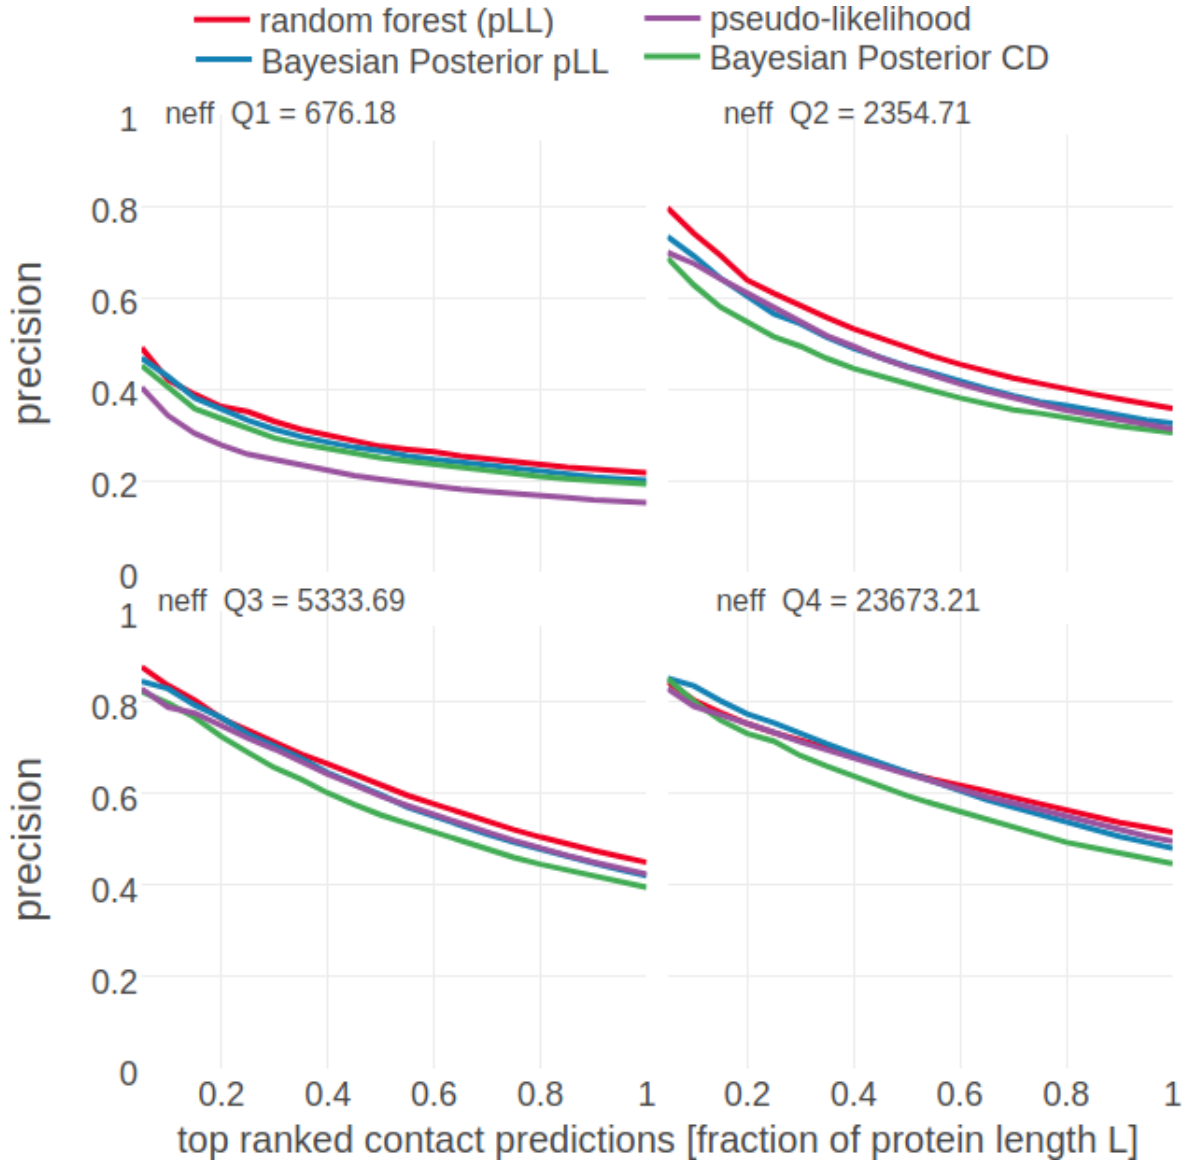 random forest (pLL)
pseudo-likelihood
Bayesian Posterior pLL
Bayesian Posterior CD
neff Q1 = 676.18
neff Q2 = 2354.71
1
0.8
0.6
0.4
0.2
0
precision
neff Q3 = 5333.69
neff Q4 = 23673.21
1
0.8
0.6
0.4
0.2
0
precision
0.2 0.4 0.6 0.8 1
0.2 0.4 0.6 0.8 1
top ranked contact predictions [fraction of protein length L]